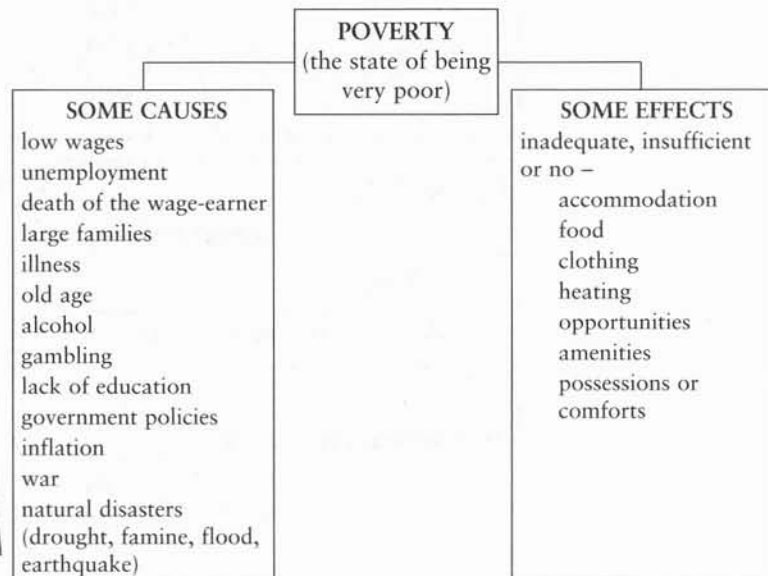 POVERTY
(the state of being
very poor)
SOME CAUSES
low wages
unemployment
death of the wage-earner
large families
illness
old age
alcohol
gambling
lack of education
government policies
inflation
war
natural disasters
(drought, famine, flood,
earthquake)
SOME EFFECTS
inadequate, insufficient
or no –
accommodation
food
clothing
heating
opportunities
amenities
possessions or
comforts